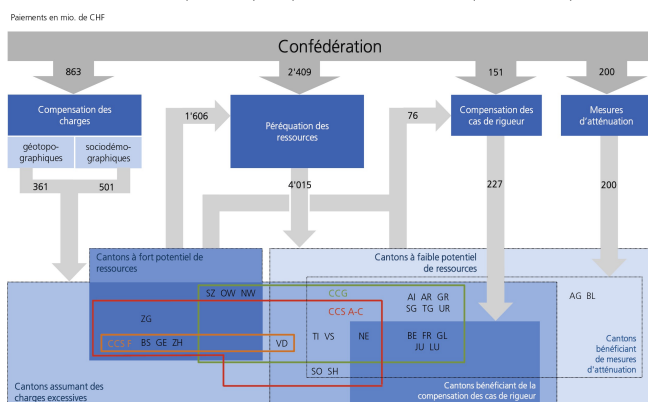 Paiements en mio. de CHF
Confédération
863
2'409
151
200
Compensation des
charges
géotopo-
graphiques
sociodémo-
graphiques
1'606
Péréquation des
ressources
76
Compensation des
cas de rigueur
Mesures
d'atténuation
361
501
4'015
227
200
Cantons à fort potentiel de
ressources
Cantons à faible potentiel
de ressources
SZ OW NW
CCG
AI AR GR
SG TG UR
AG BL
ZG
CCS A-C
CCS F
BS GE ZH
VD
TI VS
NE
BE FR GL
JU LU
Cantons
bénéficiant
de mesures
d'atténuation
SO SH
Cantons assumant des
charges excessives
Cantons bénéficiant de la
compensation des cas de rigueur